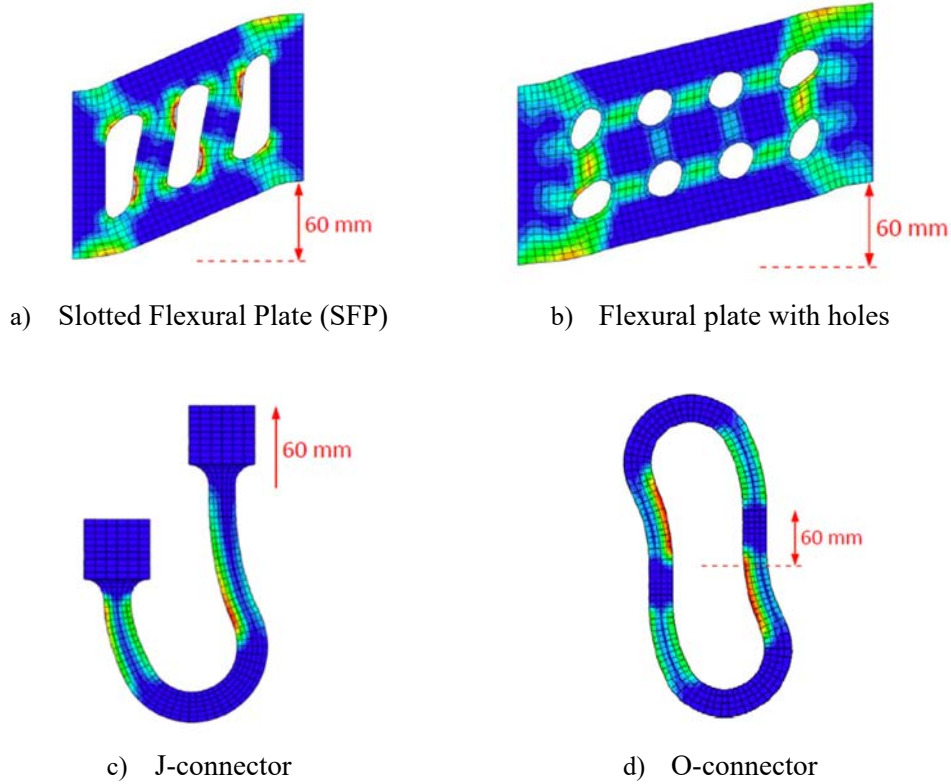 60 mm
60 mm
a) Slotted Flexural Plate (SFP)
b) Flexural plate with holes
60 mm
60 mm
c) J-connector
d) O-connector